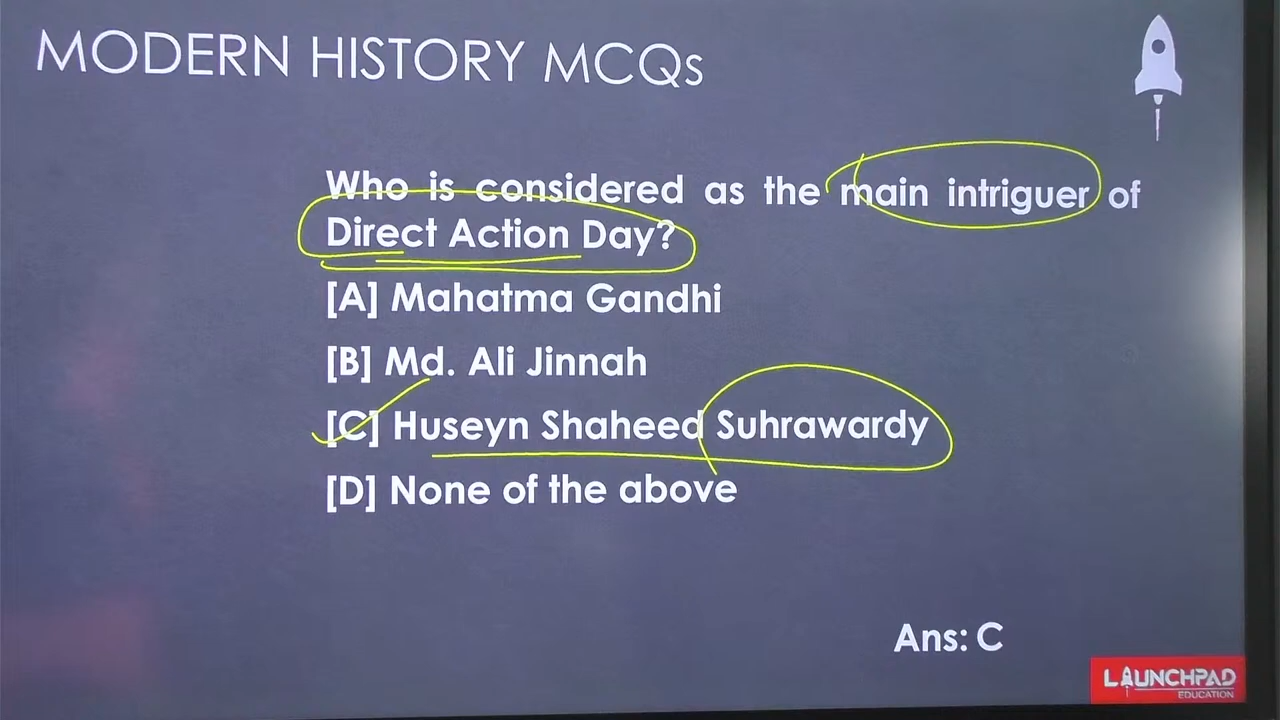 MODERN HISTORY MCQs
Who is considered as the main intriguer of
Direct Action Day?
[A] Mahatma Gandhi
[B] Md. Ali Jinnah
[C] Huseyn Shaheed Suhrawardy
[D] None of the above
Ans: C
LAUNCHPAD
EDUCATION